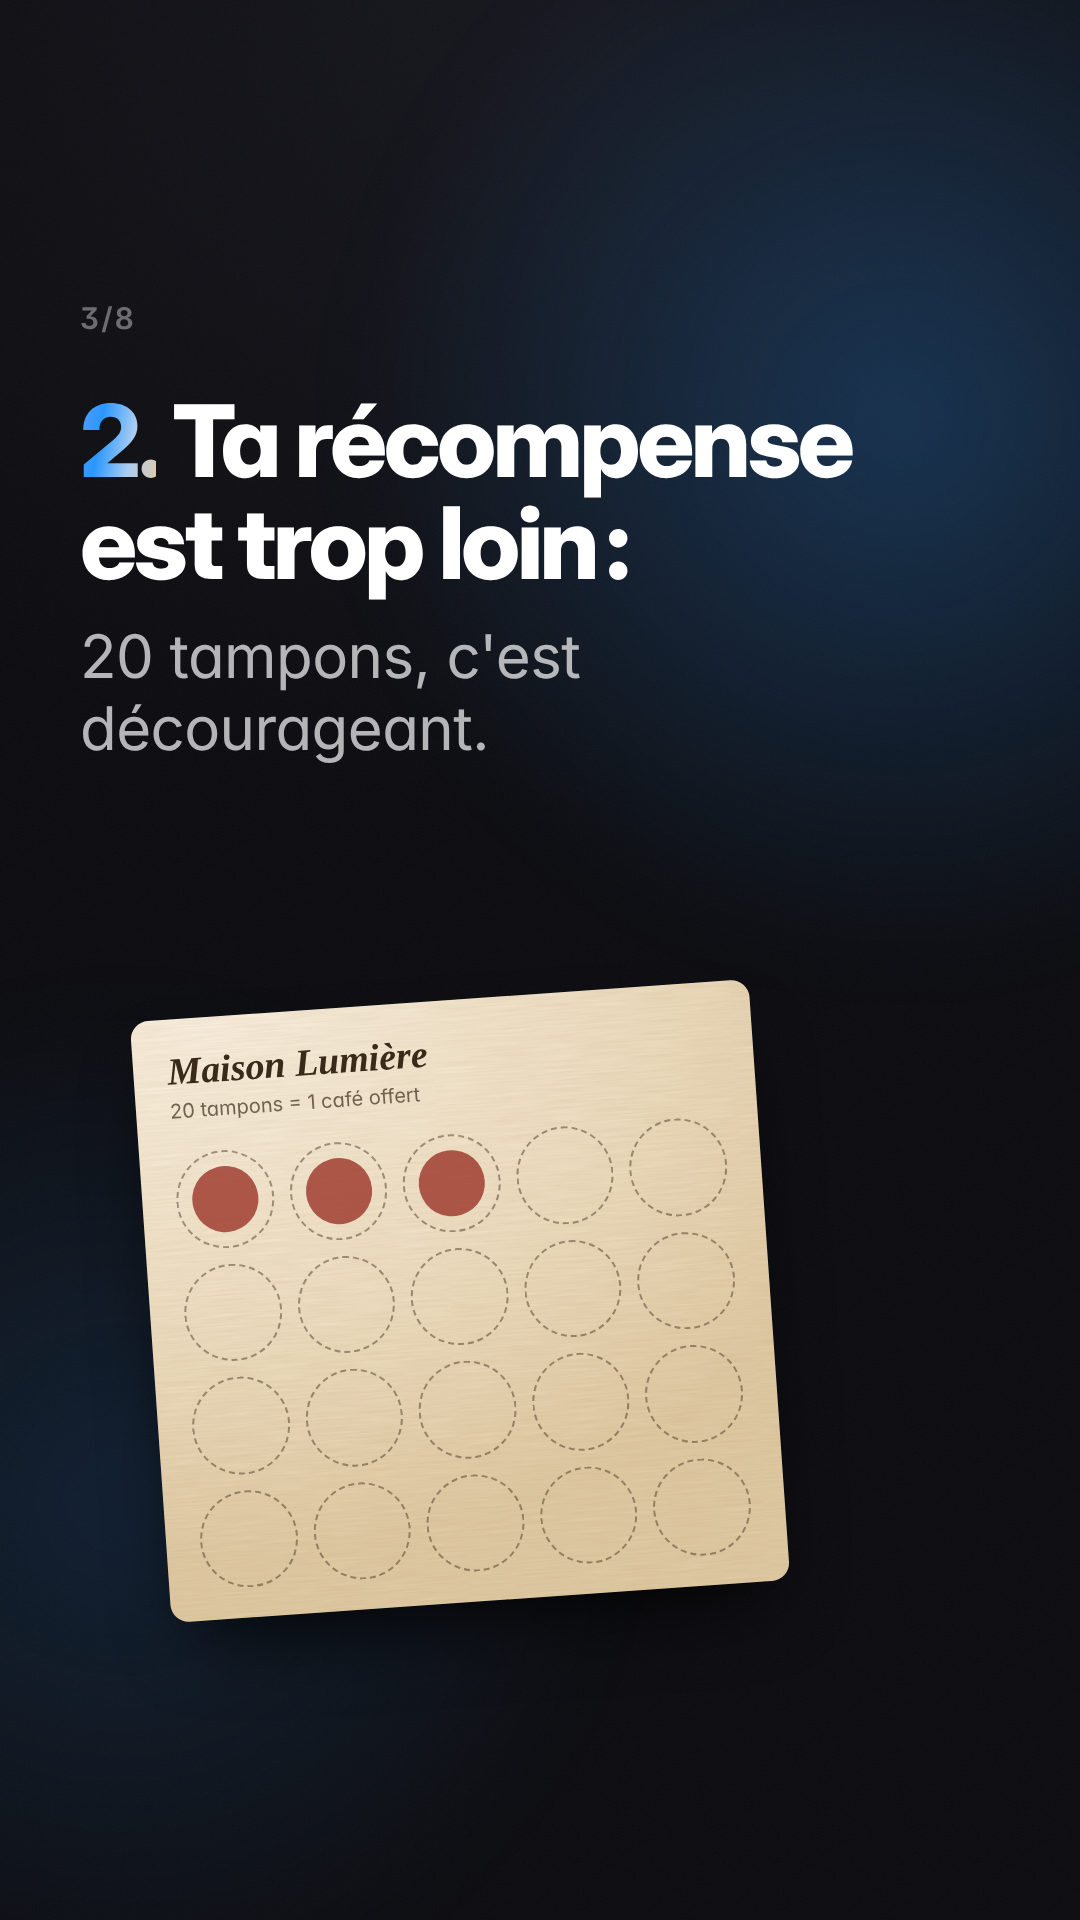 3/8
2. Ta récompense
est trop loin :
20 tampons, c'est
décourageant.
Maison Lumière
20 tampons = 1 café offert